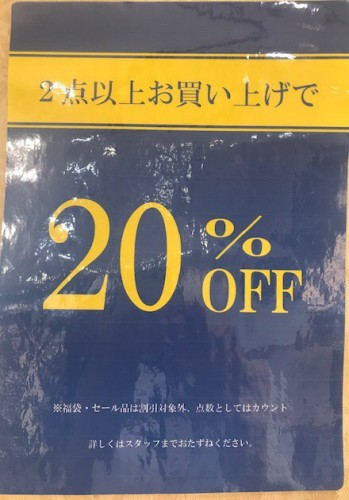 2点以上お買い上げで
20%
OFF
※福袋・セール品は割引対象外、点数としてはカウント
詳しくはスタッフまでおたずねください。